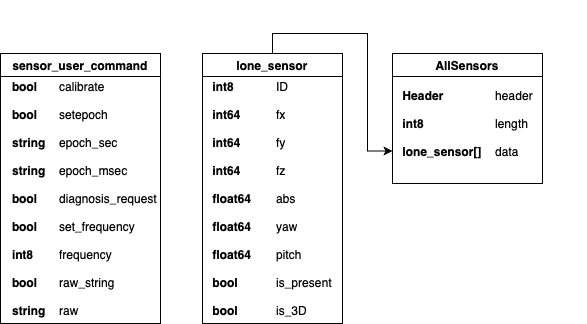 sensor_user_command
bool calibrate
bool setepoch
string epoch_sec
string epoch_msec
bool diagnosis_request
bool set_frequency
int8 frequency
bool raw_string
string raw
lone_sensor
int8 ID
int64 fx
int64 fy
int64 fz
float64 abs
float64 yaw
float64 pitch
bool is_present
bool is_3D
AllSensors
Header header
int8 length
lone_sensor[] data